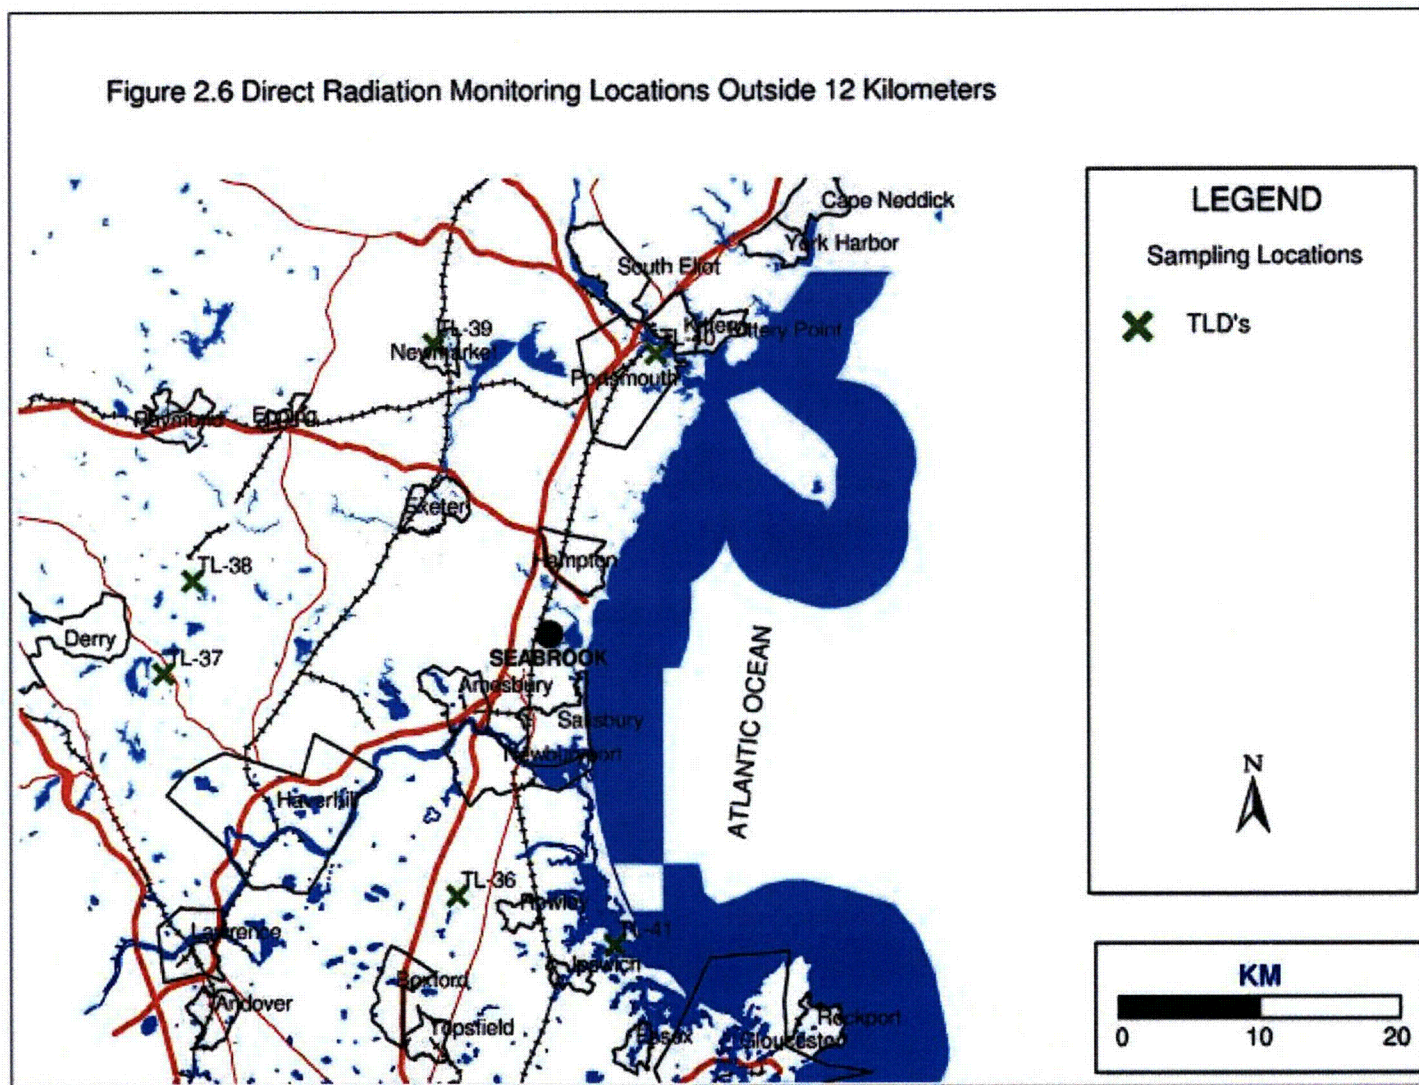 Figure 2.6 Direct Radiation Monitoring Locations Outside 12 Kilometers
LEGEND
Sampling Locations
TLD's
Cape Neddick
York Harbor
South Eliot
TL-39
Newmarket
Kittery
Kittery Point
TL-40
Portsmouth
Raymond
Epping
Exeter
Hampton
TL-38
Derry
TL-37
SEABROOK
Amesbury
Salisbury
Newburyport
ATLANTIC OCEAN
Haverhill
TL-36
Rowley
TL-41
Lawrence
Ipswich
Boxford
Andover
Topsfield
Essex
Gloucester
Rockport
N
KM
0 10 20